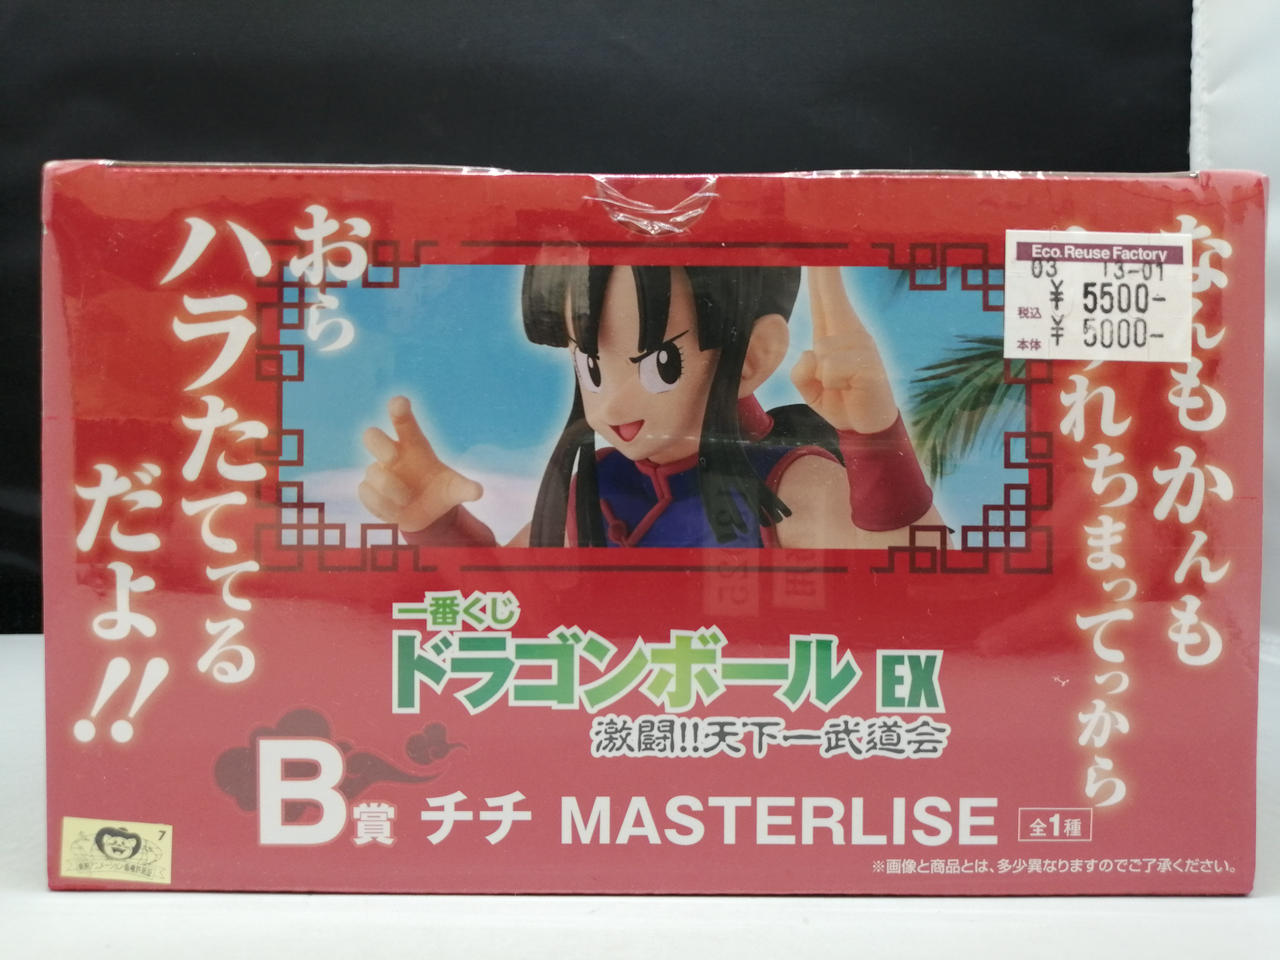 なんもかんも
れちまってっから
おら
ハラたててる
だよ!!
Eco.Reuse Factory
03 13-01
税込 ¥ 5500-
本体 ¥ 5000-
一番くじ
ドラゴンボール EX
激闘!!天下一武道会
B賞 チチ MASTERLISE 全1種
※画像と商品とは、多少異なりますのでご了承ください。
7